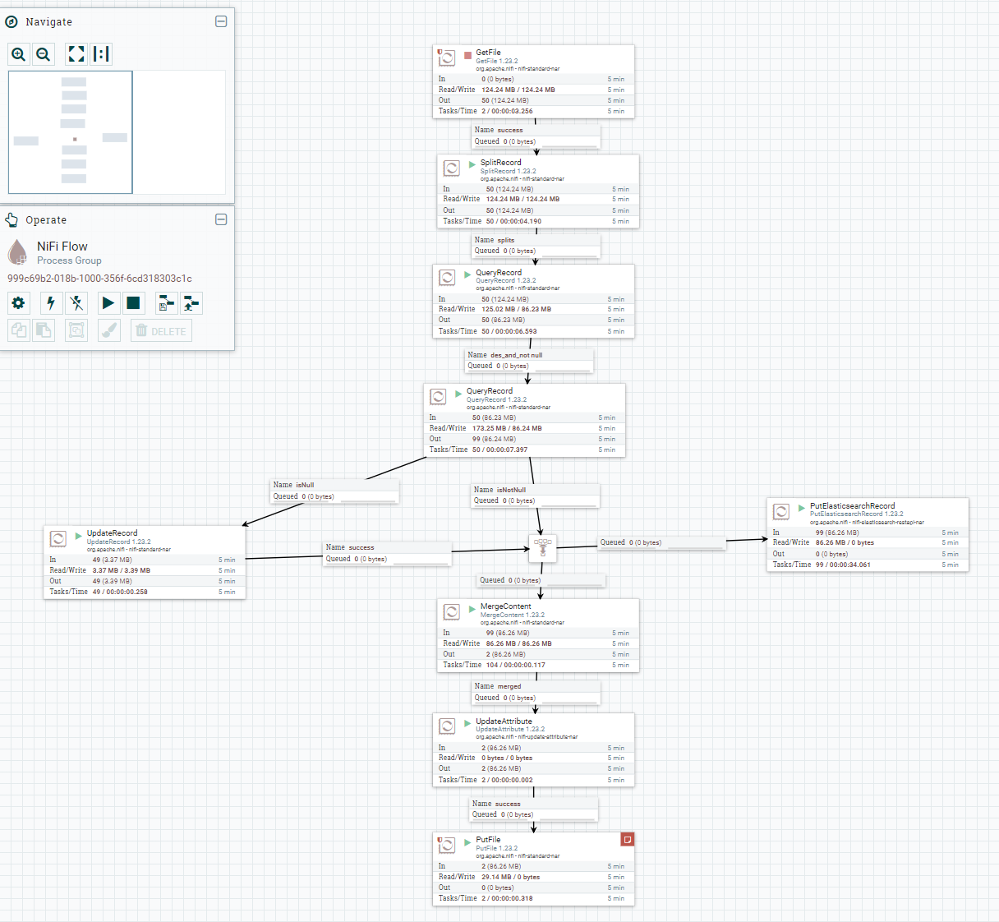 Navigate
Operate
NiFi Flow
Process Group
999c69b2-018b-1000-356f-6cd318303c1c
DELETE
GetFile
GetFile 1.23.2
org.apache.nifi - nifi-standard-nar
In 0 (0 bytes) 5 min
Read/Write 124.24 MB / 124.24 MB 5 min
Out 50 (124.24 MB) 5 min
Tasks/Time 2 / 00:00:03.256 5 min
Name success
Queued 0 (0 bytes)
SplitRecord
SplitRecord 1.23.2
org.apache.nifi - nifi-standard-nar
In 50 (124.24 MB) 5 min
Read/Write 124.24 MB / 124.24 MB 5 min
Out 50 (124.24 MB) 5 min
Tasks/Time 50 / 00:00:04.190 5 min
Name splits
Queued 0 (0 bytes)
QueryRecord
QueryRecord 1.23.2
org.apache.nifi - nifi-standard-nar
In 50 (124.24 MB) 5 min
Read/Write 125.02 MB / 86.23 MB 5 min
Out 50 (86.23 MB) 5 min
Tasks/Time 50 / 00:00:06.593 5 min
Name des_and_not null
Queued 0 (0 bytes)
QueryRecord
QueryRecord 1.23.2
org.apache.nifi - nifi-standard-nar
In 50 (86.23 MB) 5 min
Read/Write 173.25 MB / 86.24 MB 5 min
Out 99 (86.24 MB) 5 min
Tasks/Time 50 / 00:00:07.397 5 min
Name isNull
Queued 0 (0 bytes)
Name isNotNull
Queued 0 (0 bytes)
UpdateRecord
UpdateRecord 1.23.2
org.apache.nifi - nifi-standard-nar
In 49 (3.37 MB) 5 min
Read/Write 3.37 MB / 3.39 MB 5 min
Out 49 (3.39 MB) 5 min
Tasks/Time 49 / 00:00:00.258 5 min
Name success
Queued 0 (0 bytes)
Queued 0 (0 bytes)
PutElasticsearchRecord
PutElasticsearchRecord 1.23.2
org.apache.nifi - nifi-elasticsearch-restapi-nar
In 99 (86.26 MB) 5 min
Read/Write 86.26 MB / 0 bytes 5 min
Out 0 (0 bytes) 5 min
Tasks/Time 99 / 00:00:34.061 5 min
Queued 0 (0 bytes)
MergeContent
MergeContent 1.23.2
org.apache.nifi - nifi-standard-nar
In 99 (86.26 MB) 5 min
Read/Write 86.26 MB / 86.26 MB 5 min
Out 2 (86.26 MB) 5 min
Tasks/Time 104 / 00:00:00.117 5 min
Name merged
Queued 0 (0 bytes)
UpdateAttribute
UpdateAttribute 1.23.2
org.apache.nifi - nifi-update-attribute-nar
In 2 (86.26 MB) 5 min
Read/Write 0 bytes / 0 bytes 5 min
Out 2 (86.26 MB) 5 min
Tasks/Time 2 / 00:00:00.002 5 min
Name success
Queued 0 (0 bytes)
PutFile
PutFile 1.23.2
org.apache.nifi - nifi-standard-nar
In 2 (86.26 MB) 5 min
Read/Write 29.14 MB / 0 bytes 5 min
Out 0 (0 bytes) 5 min
Tasks/Time 2 / 00:00:00.318 5 min